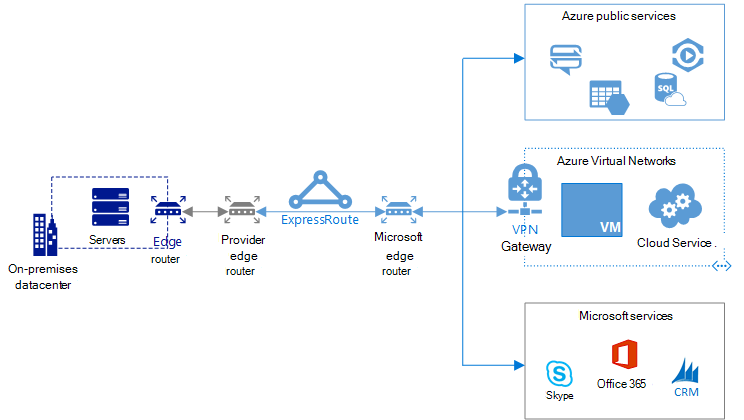 Azure public services
SQL
Azure Virtual Networks
VM
Cloud Service .
VPN
Gateway
ExpressRoute
Servers
Edge
router
Provider
edge
router
Microsoft
edge
router
On-premises
datacenter
Microsoft services
Skype
Office 365
CRM